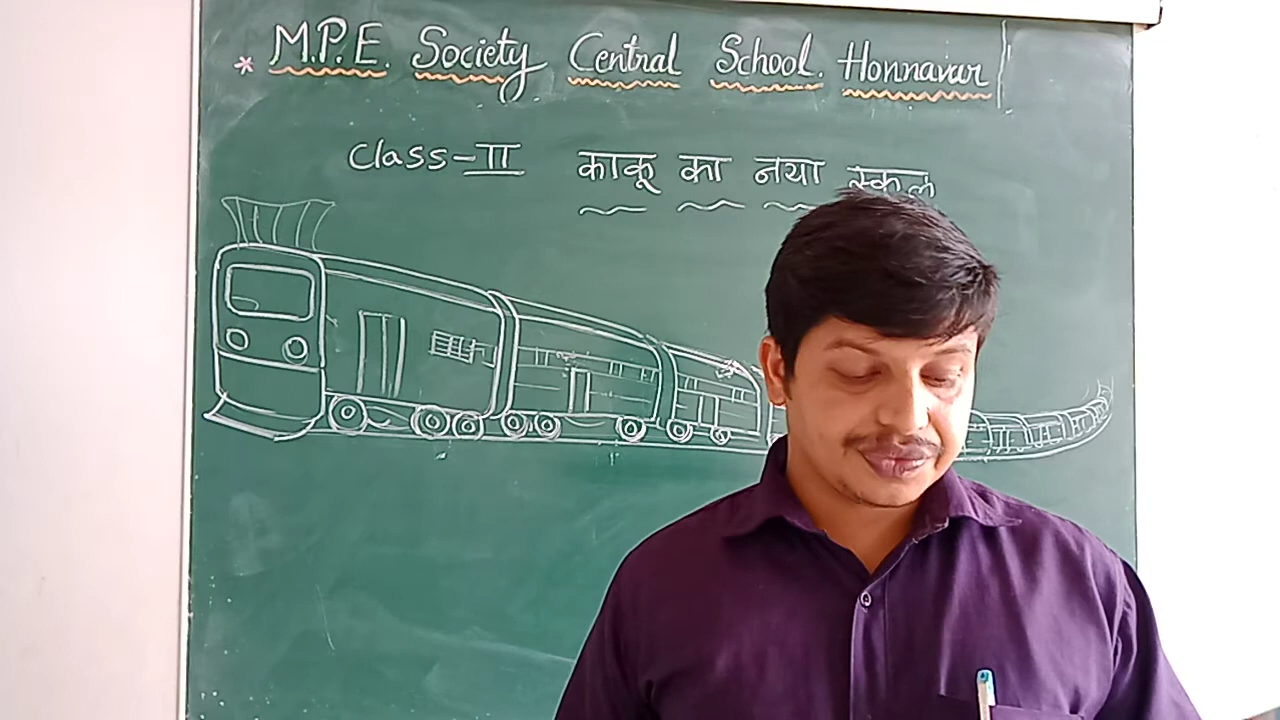 * M.P.E. Society Central School. Honnavar
Class-II काकू का नया स्कूल